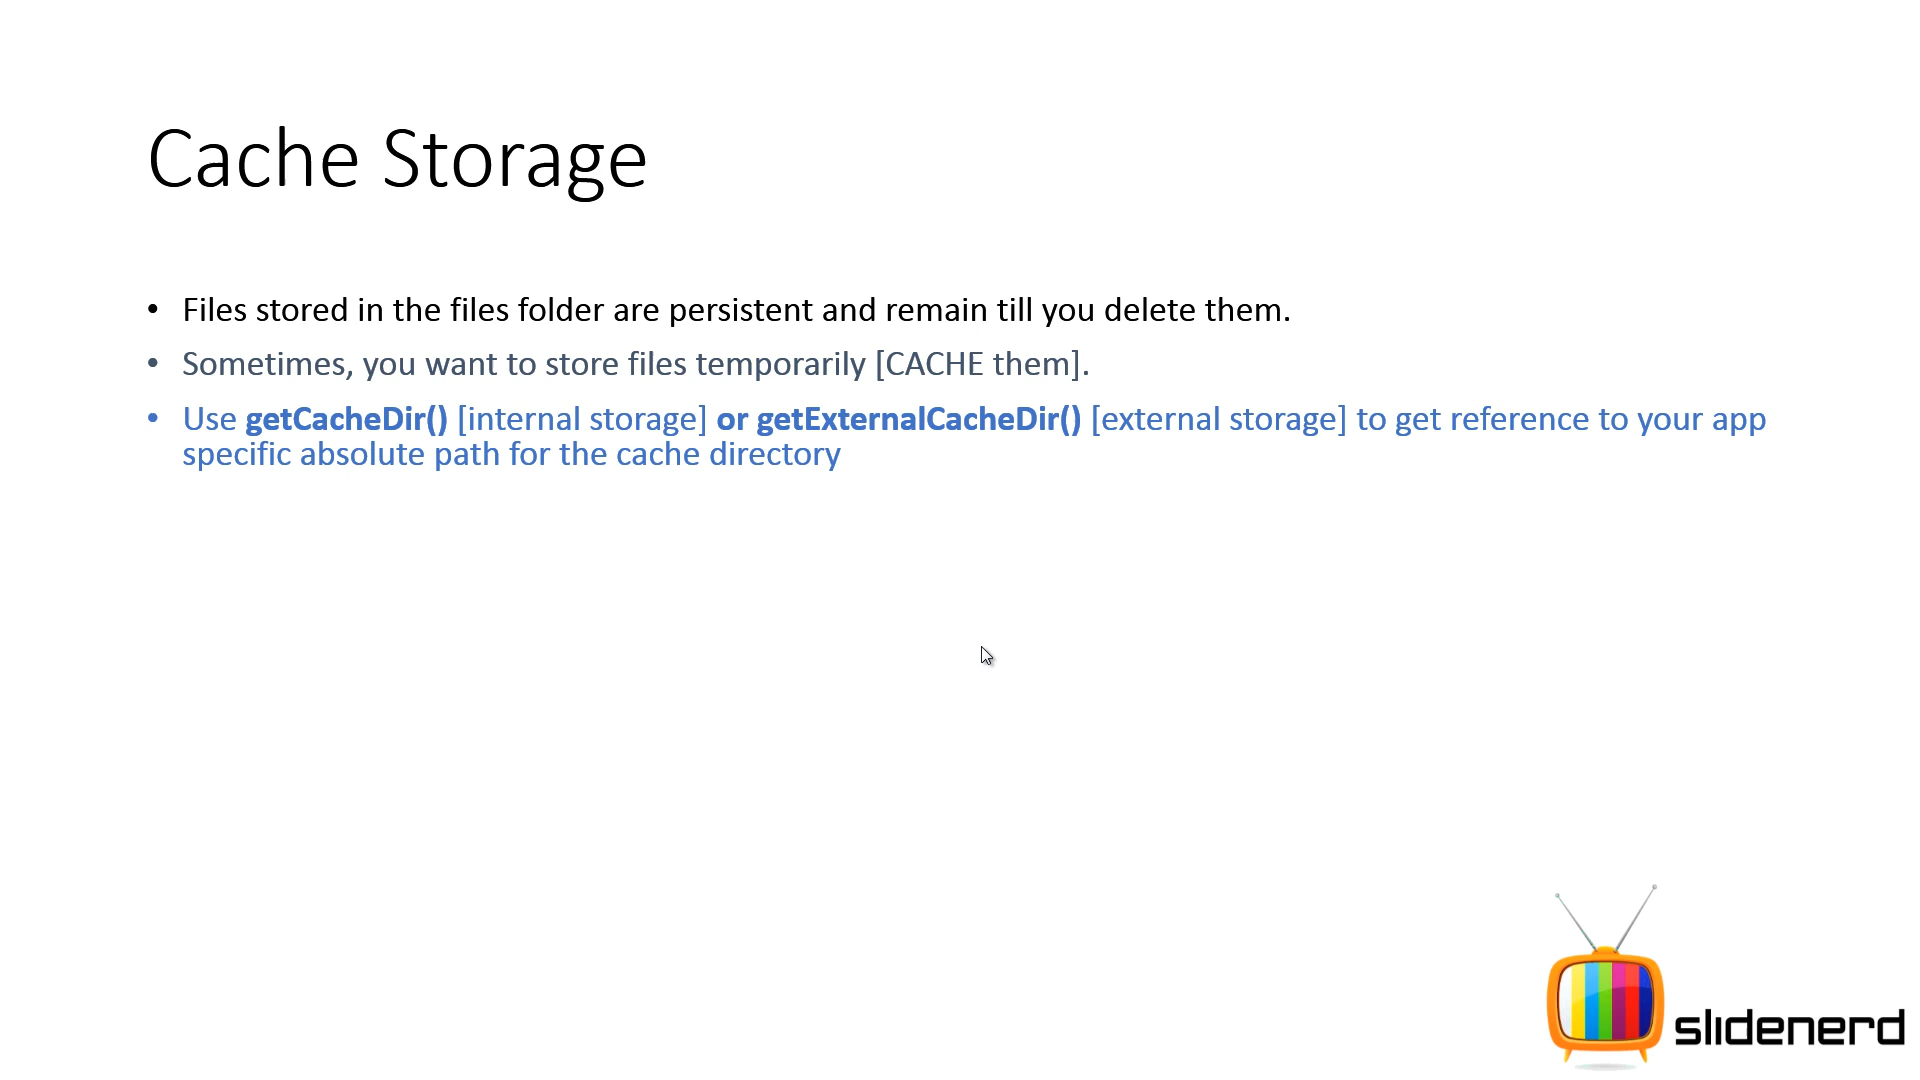 Cache Storage
• Files stored in the files folder are persistent and remain till you delete them.
• Sometimes, you want to store files temporarily [CACHE them].
• Use getCacheDir() [internal storage] or getExternalCacheDir() [external storage] to get reference to your app
specific absolute path for the cache directory
slidenerd